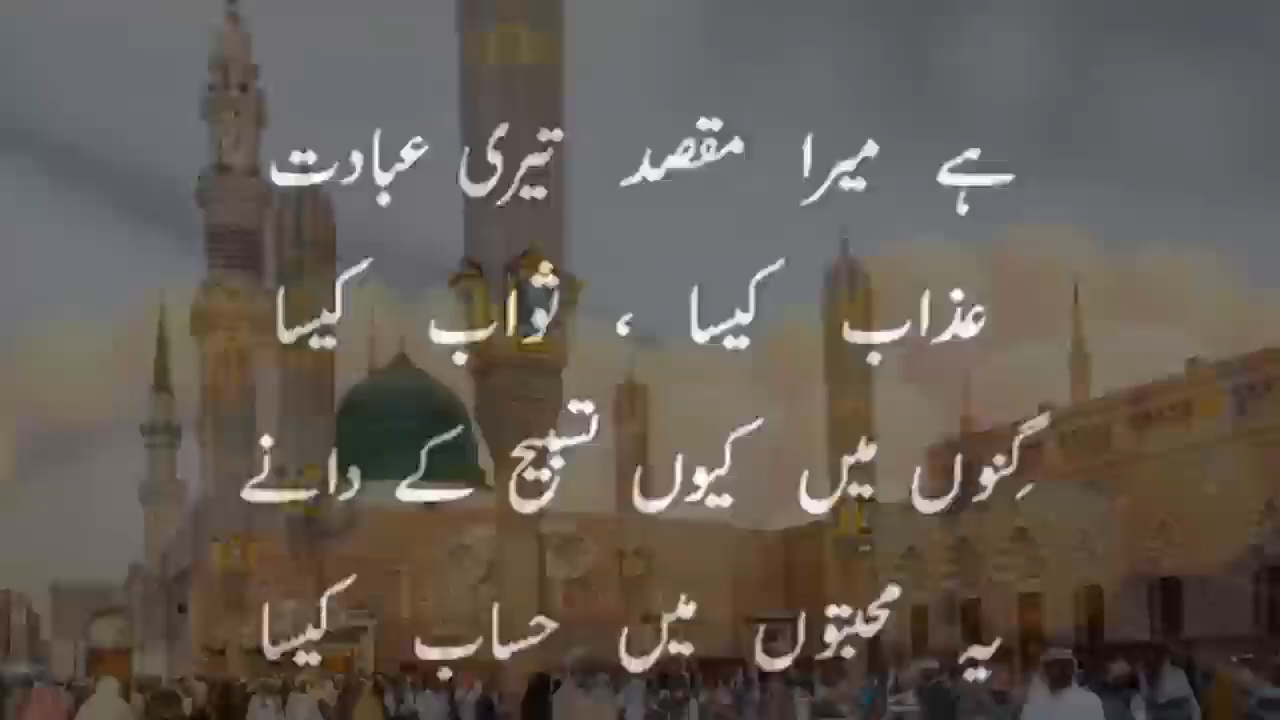 ہے میرا مقصد تیری عبادت
عذاب کیسا ، ثواب کیسا
گِنوں میں کیوں تسبیح کے دانے
یہ محبتوں میں حساب کیسا